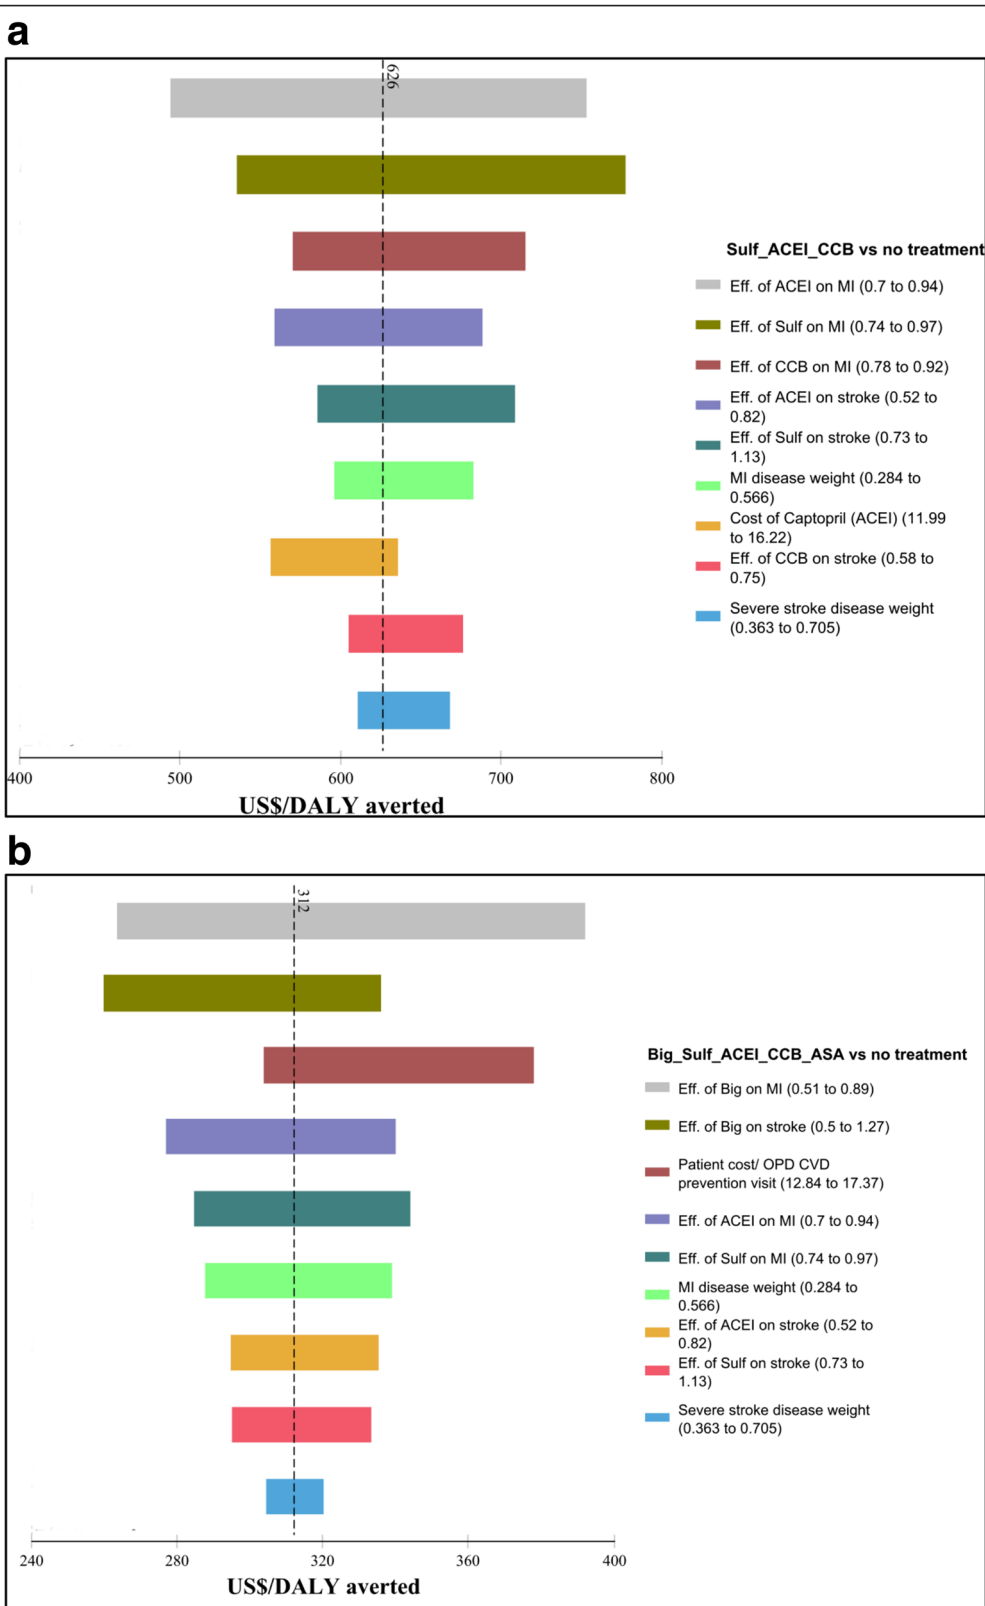 a
626
Sulf_ACEI_CCB vs no treatment
Eff. of ACEI on MI (0.7 to 0.94)
Eff. of Sulf on MI (0.74 to 0.97)
Eff. of CCB on MI (0.78 to 0.92)
Eff. of ACEI on stroke (0.52 to
0.82)
Eff. of Sulf on stroke (0.73 to
1.13)
MI disease weight (0.284 to
0.566)
Cost of Captopril (ACEI) (11.99
to 16.22)
Eff. of CCB on stroke (0.58 to
0.75)
Severe stroke disease weight
(0.363 to 0.705)
400 500 600 700 800
US$/DALY averted
b
312
Big_Sulf_ACEI_CCB_ASA vs no treatment
Eff. of Big on MI (0.51 to 0.89)
Eff. of Big on stroke (0.5 to 1.27)
Patient cost/ OPD CVD
prevention visit (12.84 to 17.37)
Eff. of ACEI on MI (0.7 to 0.94)
Eff. of Sulf on MI (0.74 to 0.97)
MI disease weight (0.284 to
0.566)
Eff. of ACEI on stroke (0.52 to
0.82)
Eff. of Sulf on stroke (0.73 to
1.13)
Severe stroke disease weight
(0.363 to 0.705)
240 280 320 360 400
US$/DALY averted